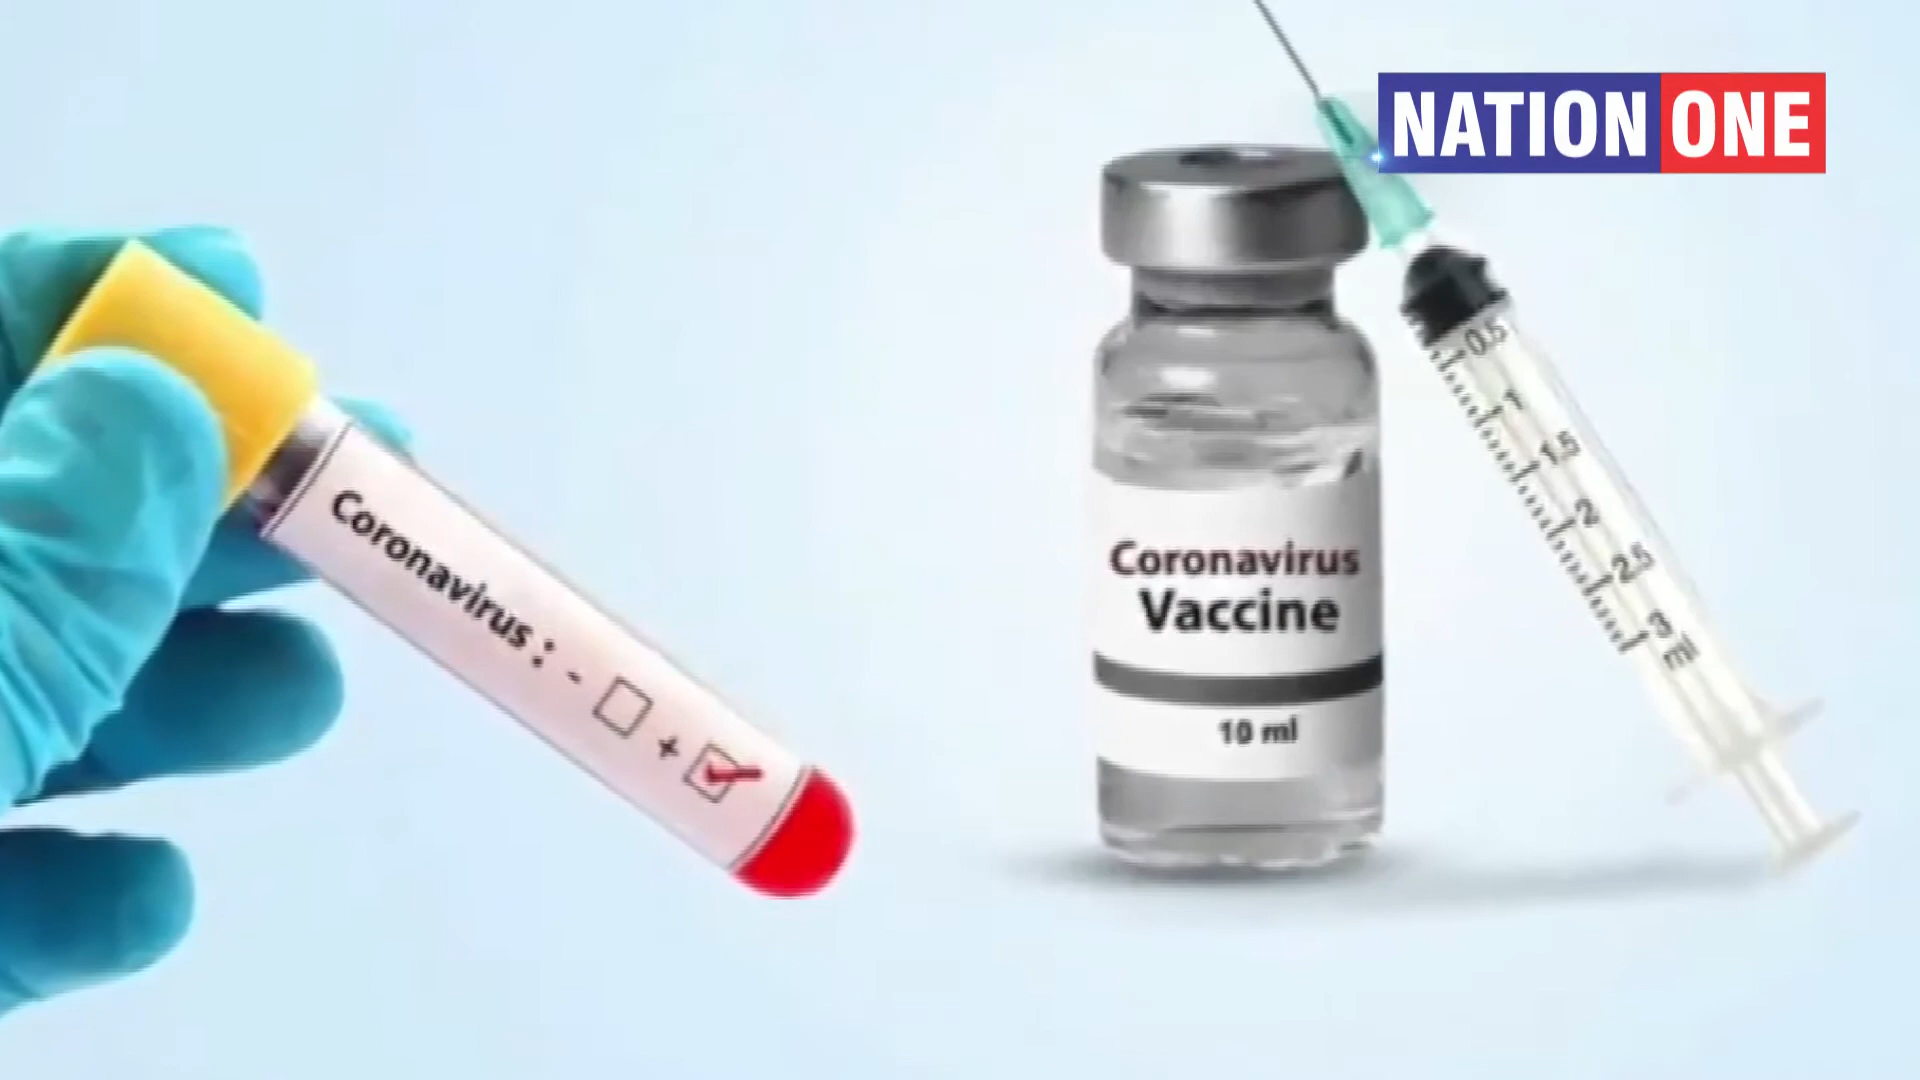 NATION ONE
Coronavirus : - +
Coronavirus
Vaccine
10 ml
0.5
1
1.5
2
2.5
3
ml